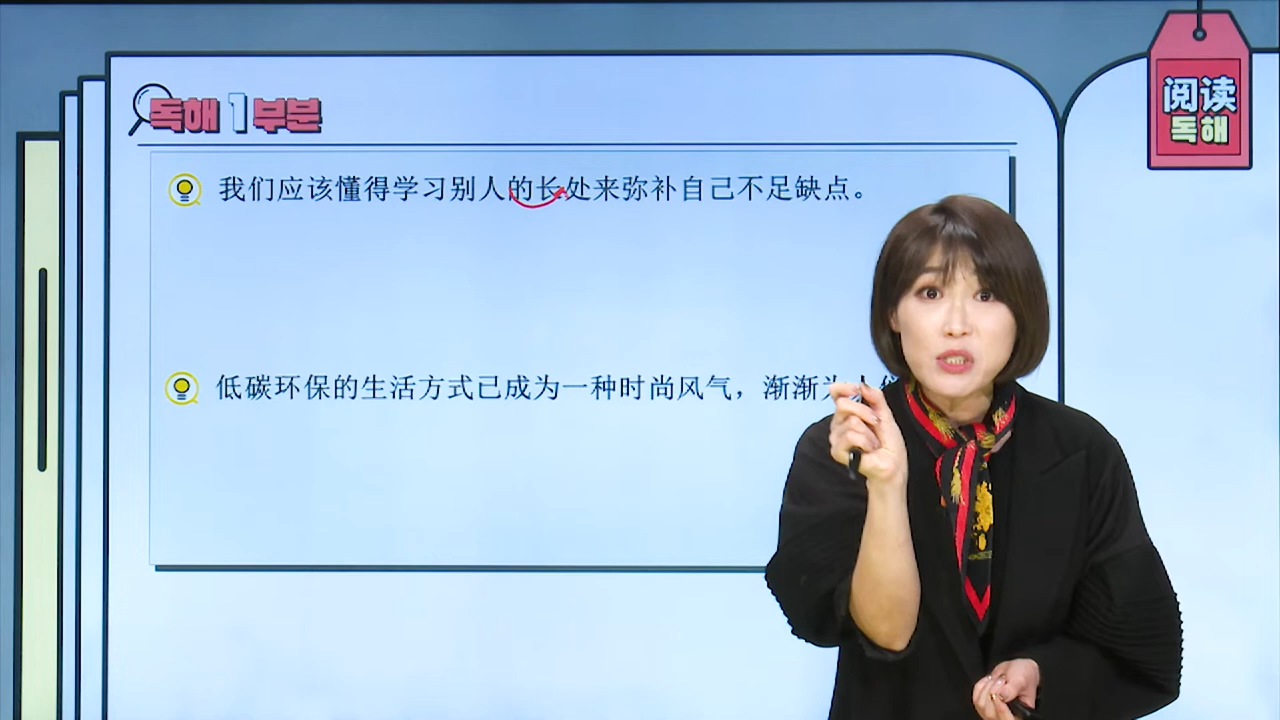 阅读
독해
독해 1 부분
我们应该懂得学习别人的长处来弥补自己不足缺点。
低碳环保的生活方式已成为一种时尚风气，渐渐为人